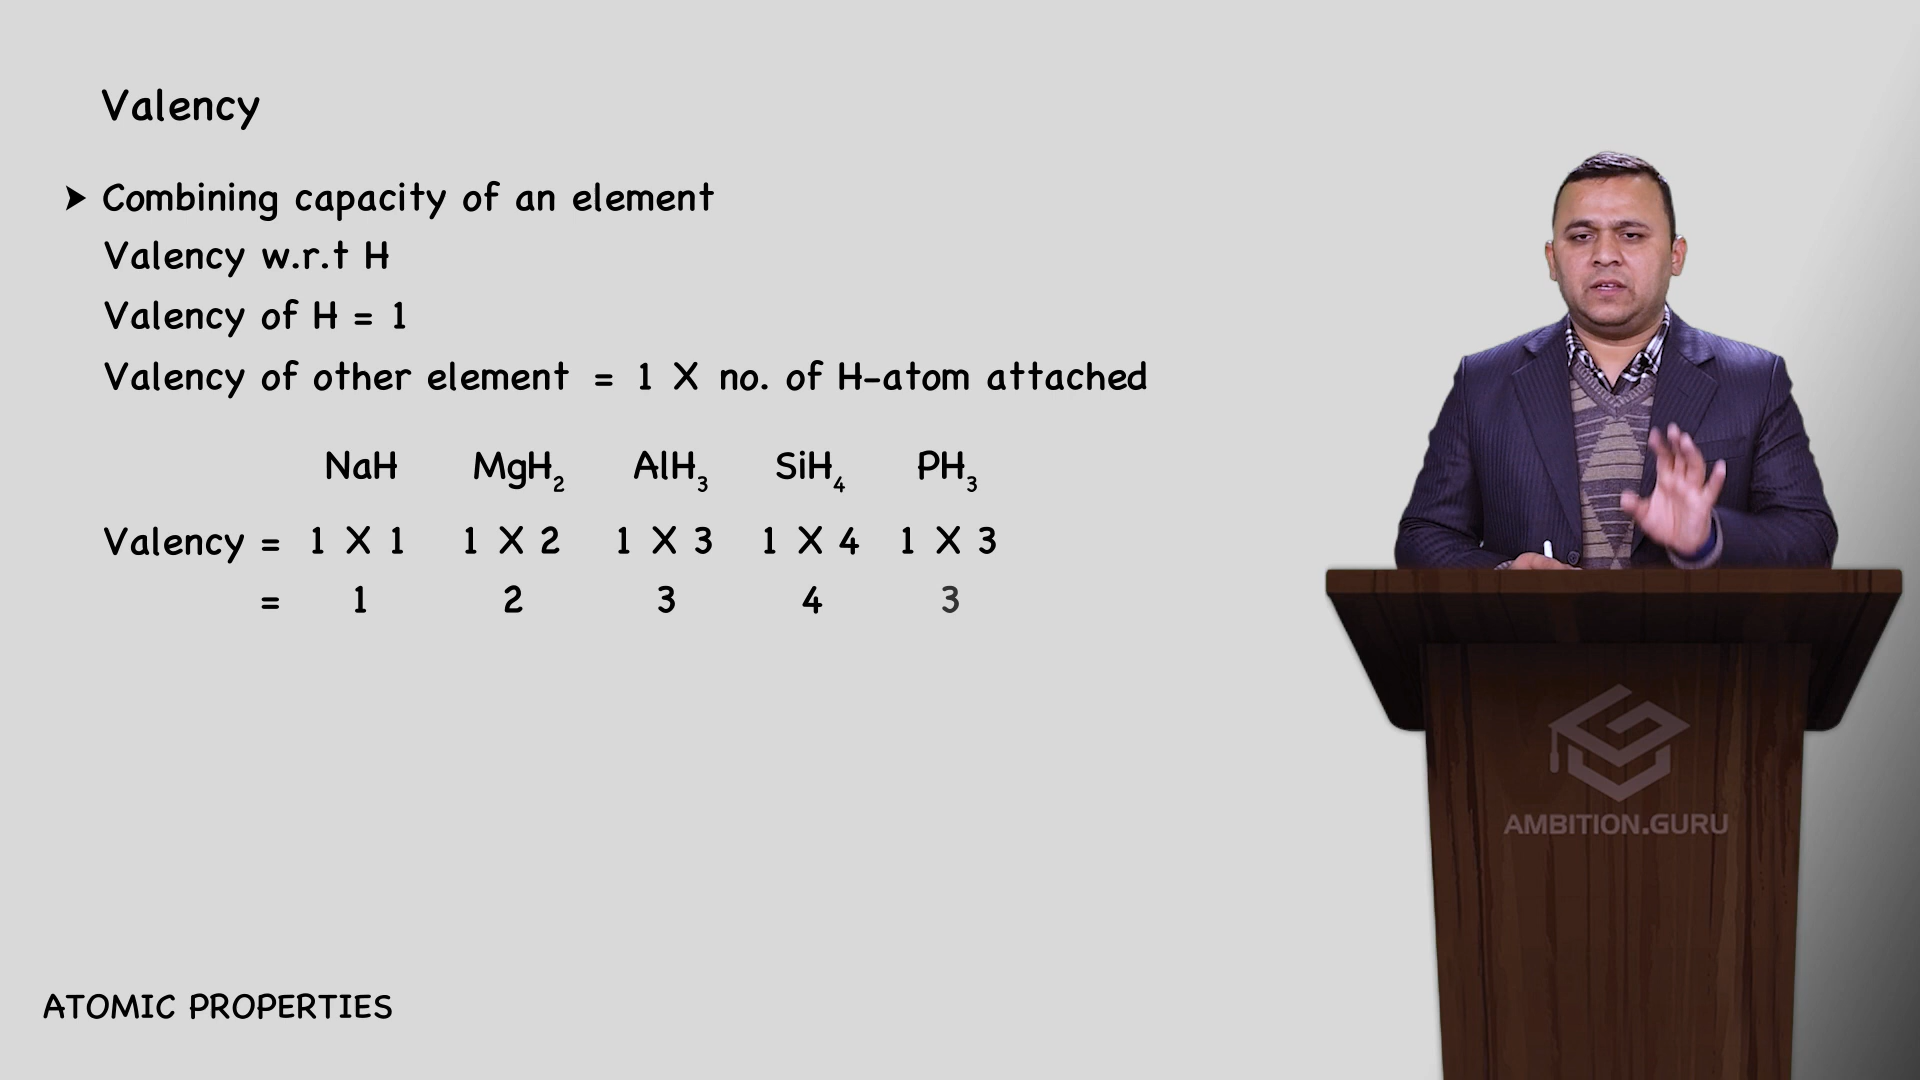 Valency
➤ Combining capacity of an element
Valency w.r.t H
Valency of H = 1
Valency of other element = 1 X no. of H-atom attached
NaH MgH₂ AlH₃ SiH₄ PH₃
Valency = 1 X 1 1 X 2 1 X 3 1 X 4 1 X 3
= 1 2 3 4 3
AMBITION.GURU
ATOMIC PROPERTIES